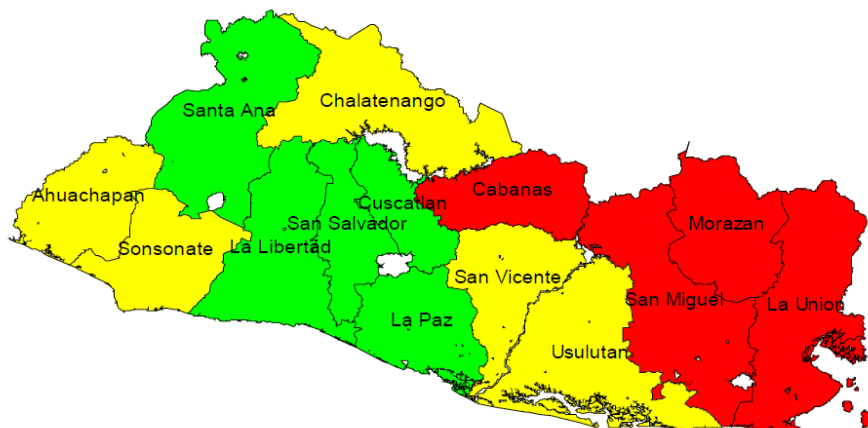 Chalatenango
Santa Ana
Ahuachapan
Cabanas
Cuscatlan
San Salvador
Morazan
Sonsonate
La Libertad
San Vicente
San Miguel
La Union
La Paz
Usulutan